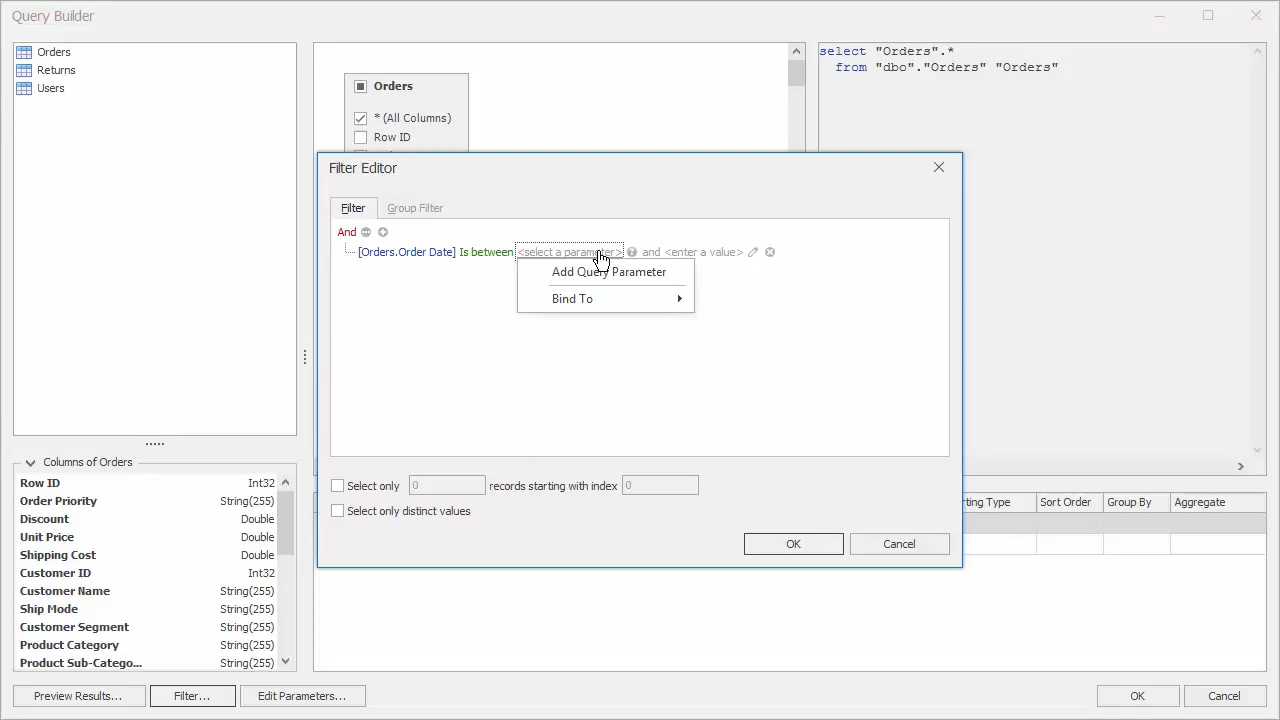 Query Builder
Orders
Returns
Users
Orders
* (All Columns)
Row ID
select "Orders".*
from "dbo"."Orders" "Orders"
Filter Editor
Filter
Group Filter
And
[Orders.Order Date] Is between <select a parameter> and <enter a value>
Add Query Parameter
Bind To
Select only 0 records starting with index 0
Select only distinct values
OK
Cancel
Columns of Orders
Row ID Int32
Order Priority String(255)
Discount Double
Unit Price Double
Shipping Cost Double
Customer ID Int32
Customer Name String(255)
Ship Mode String(255)
Customer Segment String(255)
Product Category String(255)
Product Sub-Catego... String(255)
rting Type Sort Order Group By Aggregate
Preview Results... Filter... Edit Parameters... OK Cancel